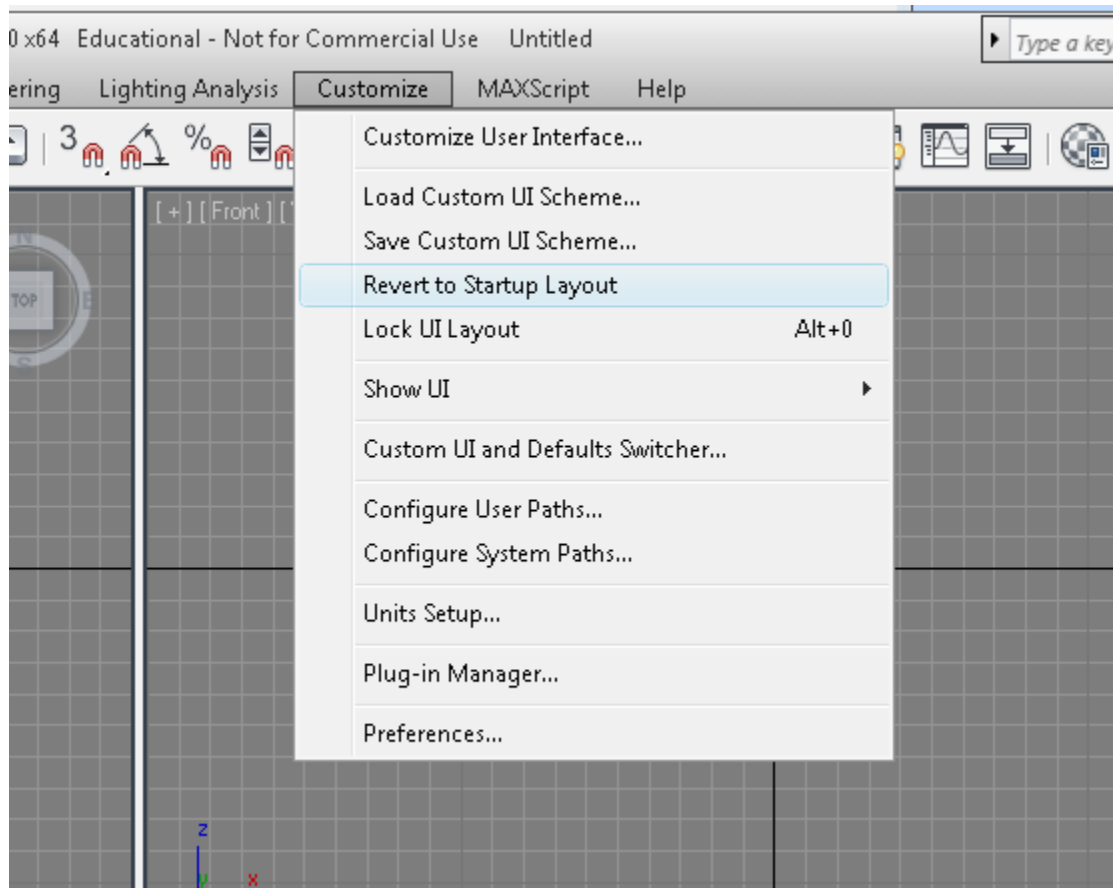 0 x64 Educational - Not for Commercial Use Untitled
Type a key
ering Lighting Analysis Customize MAXScript Help
3 %
Customize User Interface...
[ + ] [ Front ] [
Load Custom UI Scheme...
N
Save Custom UI Scheme...
TOP
Revert to Startup Layout
Lock UI Layout Alt+0
S
Show UI
Custom UI and Defaults Switcher...
Configure User Paths...
Configure System Paths...
Units Setup...
Plug-in Manager...
Preferences...
z
y x